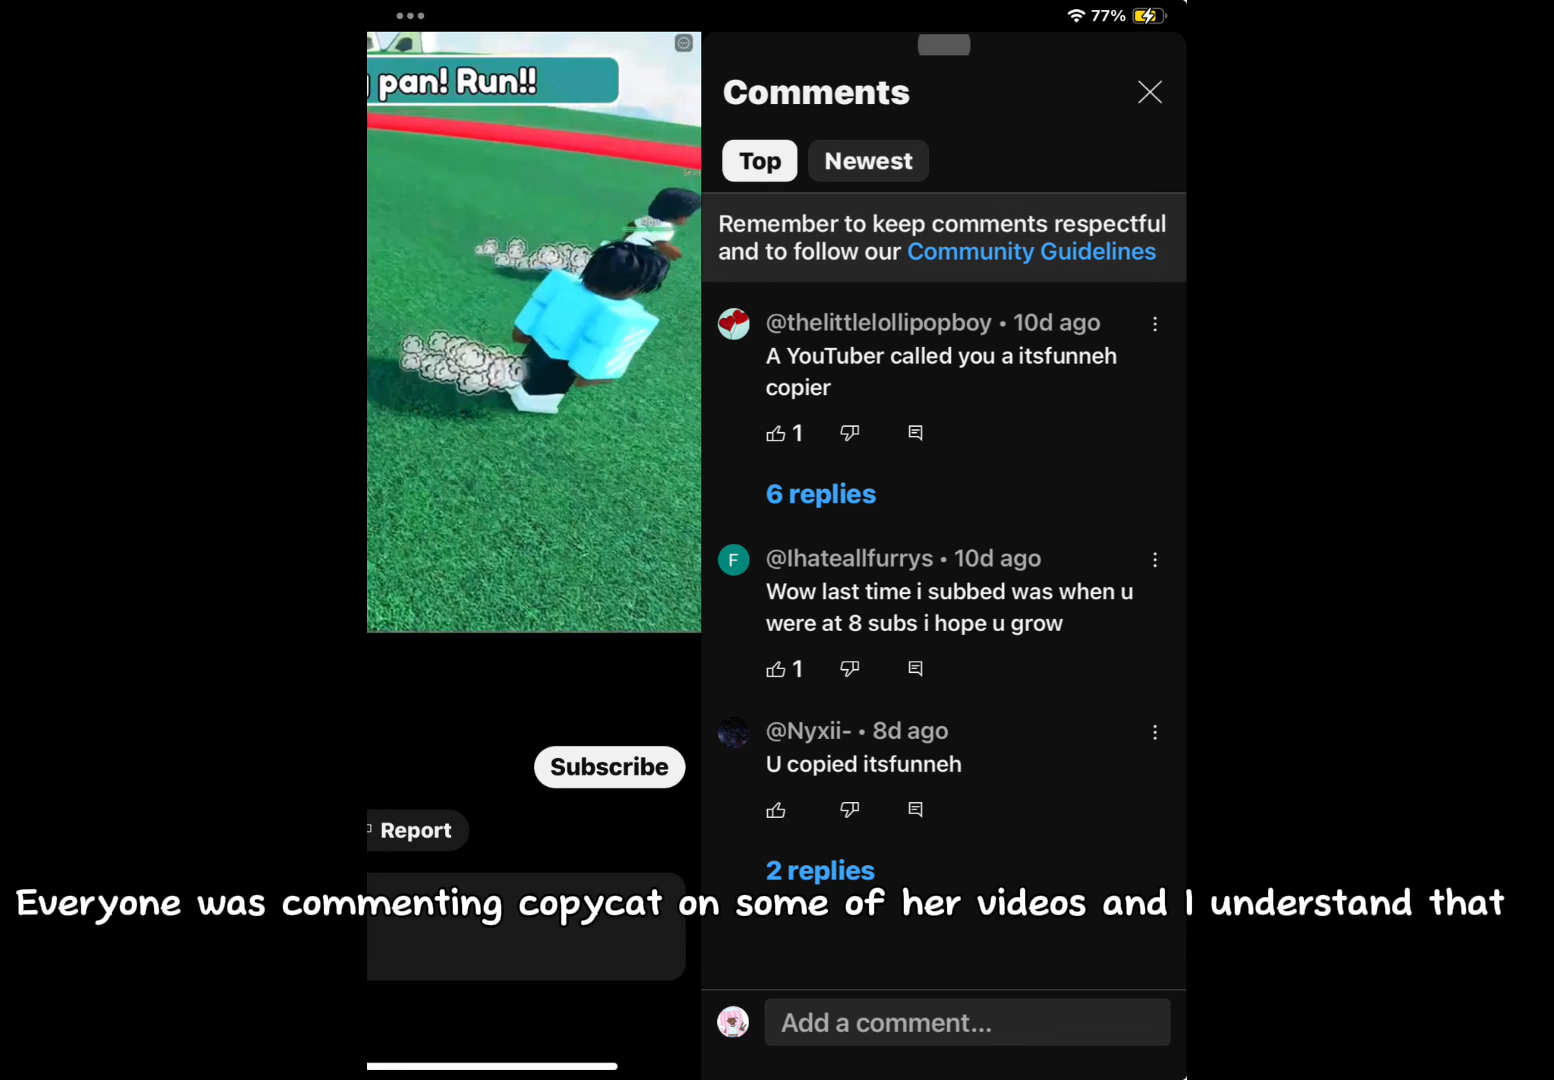 77%
pan! Run!!
Comments
Top
Newest
Remember to keep comments respectful
and to follow our Community Guidelines
@thelittlelollipopboy • 10d ago
A YouTuber called you a itsfunneh
copier
1
6 replies
F
@Ihateallfurrys • 10d ago
Wow last time i subbed was when u
were at 8 subs i hope u grow
1
@Nyxii- • 8d ago
U copied itsfunneh
2 replies
Subscribe
Report
Everyone was commenting copycat on some of her videos and I understand that
Add a comment...